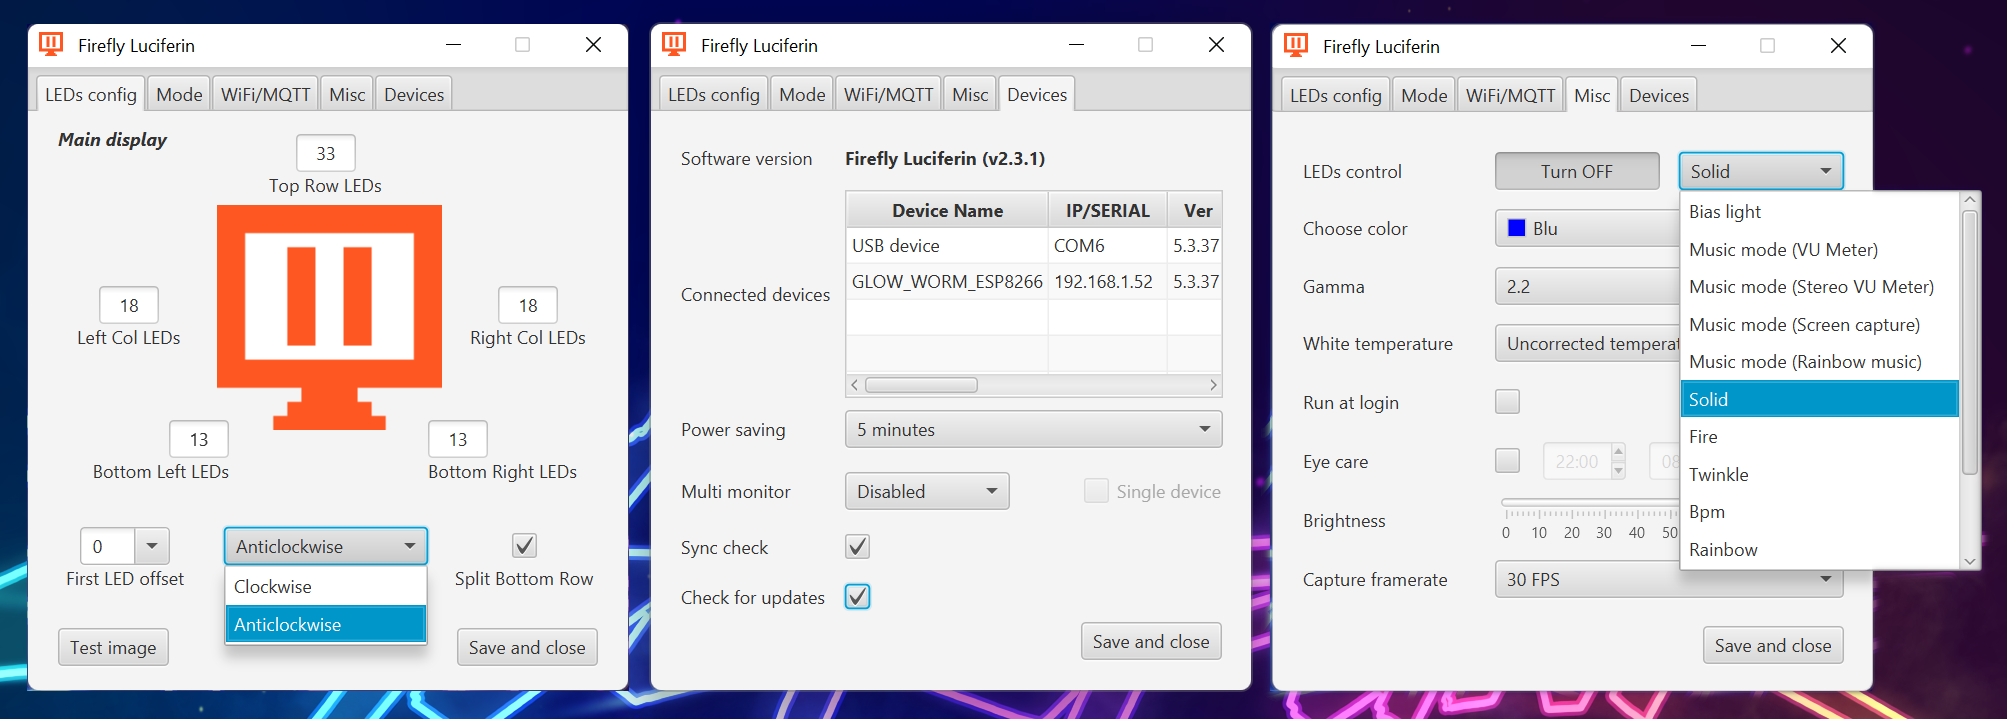 Firefly Luciferin
LEDs config Mode WiFi/MQTT Misc Devices
Main display
33
Top Row LEDs
18
Left Col LEDs
18
Right Col LEDs
13
Bottom Left LEDs
13
Bottom Right LEDs
0
First LED offset
Anticlockwise
Clockwise
Anticlockwise
Split Bottom Row
Test image
Save and close
Firefly Luciferin
LEDs config Mode WiFi/MQTT Misc Devices
Software version Firefly Luciferin (v2.3.1)
Connected devices
Device Name IP/SERIAL Ver
USB device COM6 5.3.37
GLOW_WORM_ESP8266 192.168.1.52 5.3.37
Power saving 5 minutes
Multi monitor Disabled Single device
Sync check
Check for updates
Save and close
Firefly Luciferin
LEDs config Mode WiFi/MQTT Misc Devices
LEDs control Turn OFF Solid
Choose color Blu
Gamma 2.2
White temperature Uncorrected
Run at login
Eye care 22:00 08
Brightness
0 10 20 30 40
Capture framerate 30 FPS
Bias light
Music mode (VU Meter)
Music mode (Stereo VU Meter)
Music mode (Screen capture)
Music mode (Rainbow music)
Solid
Fire
Twinkle
Bpm
Rainbow
Save and close